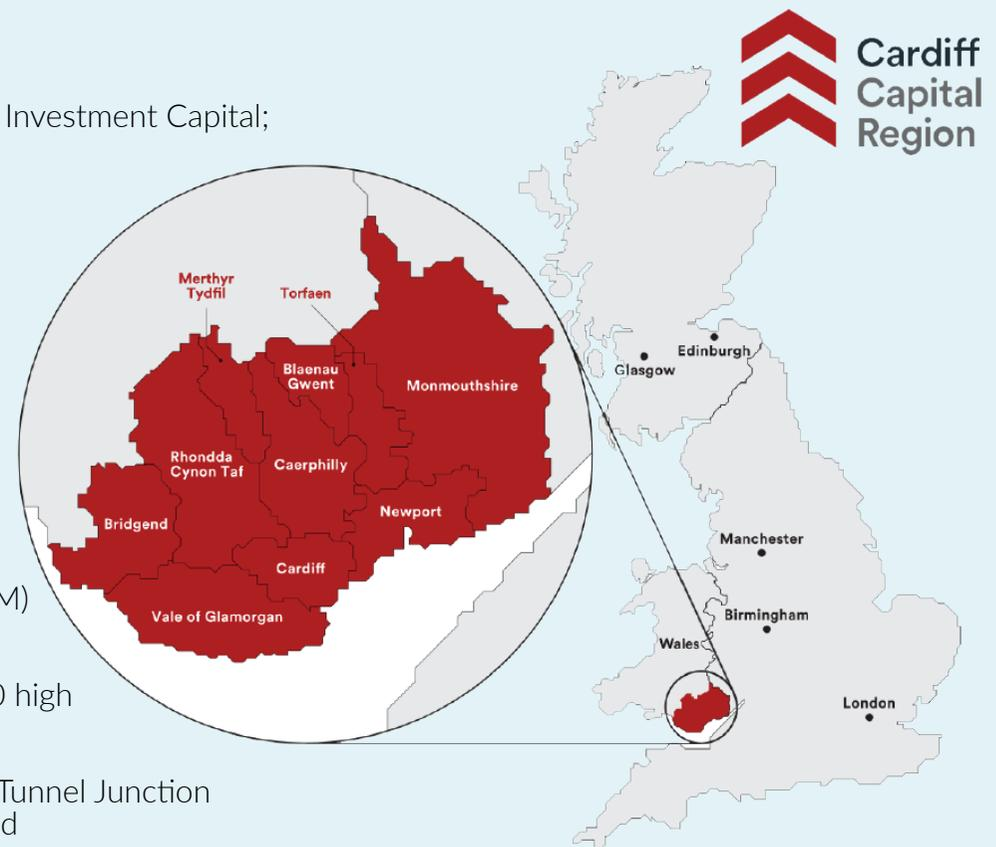 Cardiff
Capital
Region
Investment Capital;
Merthyr
Tydfil
Torfaen
Blaenau
Gwent
Monmouthshire
Rhondda
Cynon Taf
Caerphilly
Bridgend
Newport
Cardiff
Vale of Glamorgan
Edinburgh
Glasgow
Manchester
Birmingham
Wales
London
M)
0 high
Tunnel Junction
d